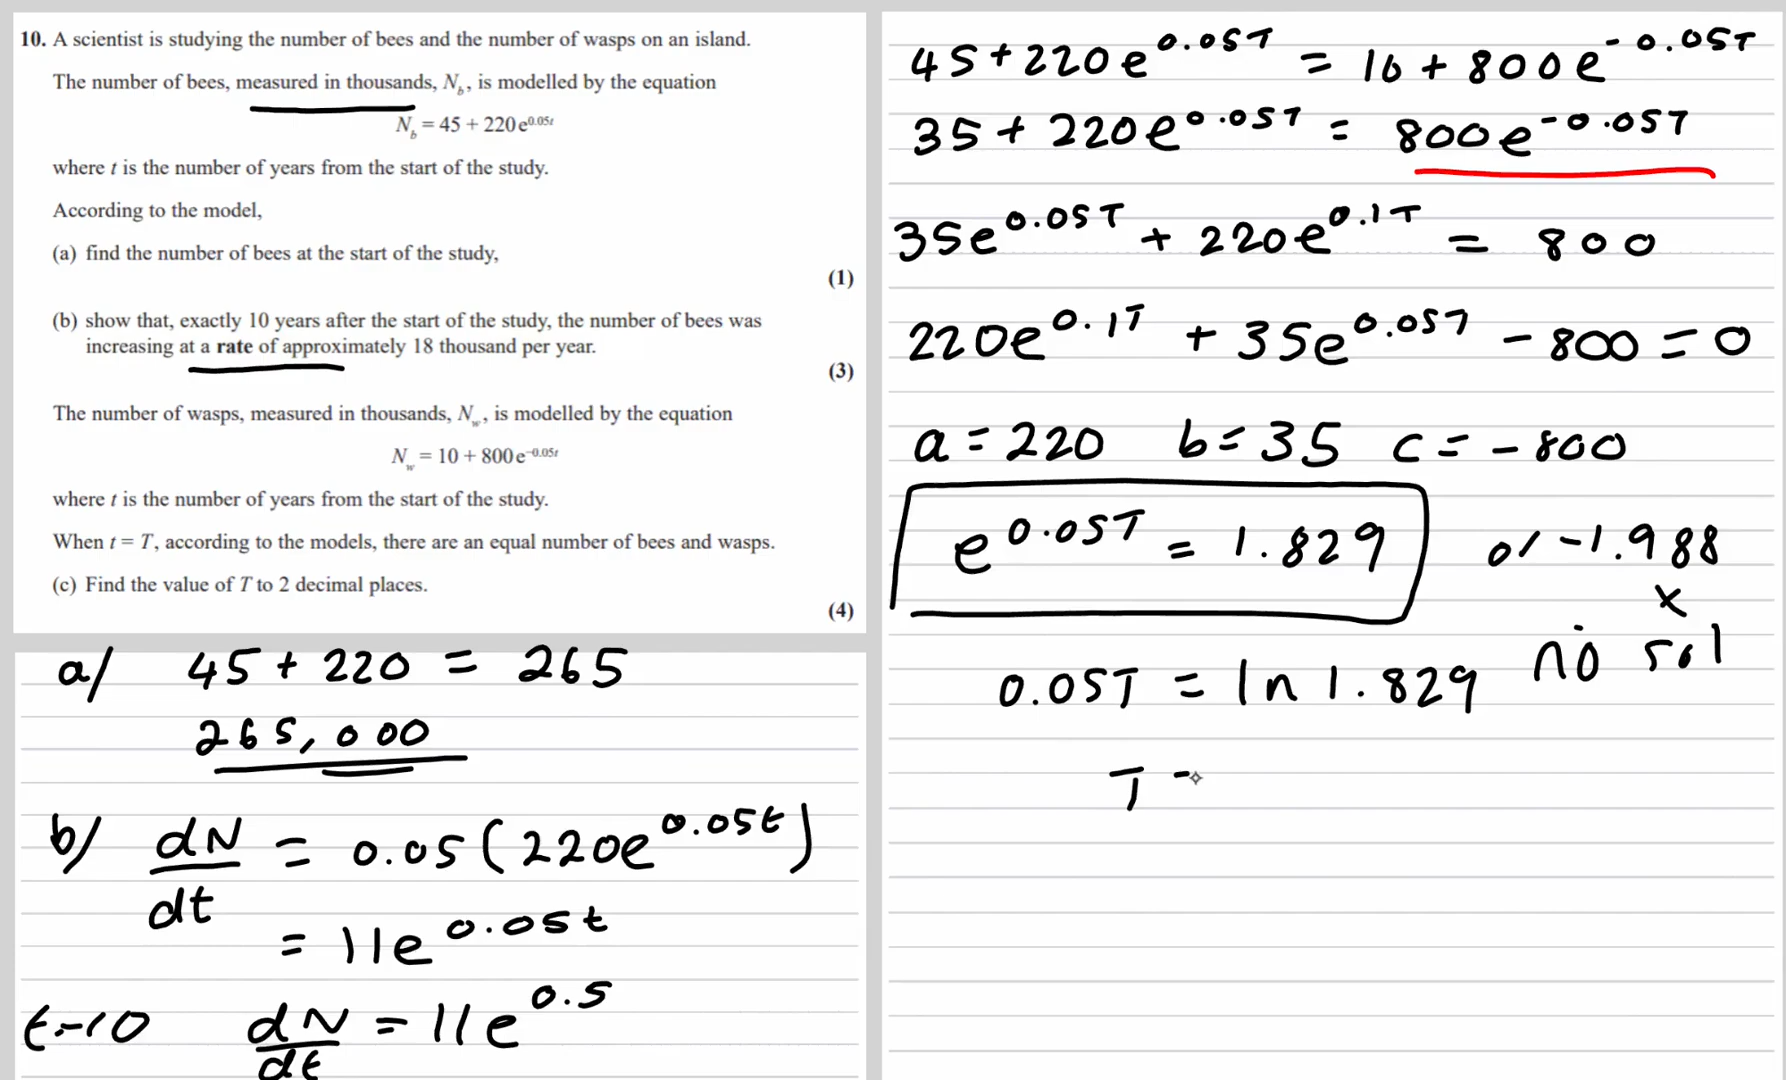 10. A scientist is studying the number of bees and the number of wasps on an island.
The number of bees, measured in thousands, N_b, is modelled by the equation
N_b = 45 + 220e^{0.05t}
where t is the number of years from the start of the study.
According to the model,
(a) find the number of bees at the start of the study,
(1)
(b) show that, exactly 10 years after the start of the study, the number of bees was
increasing at a rate of approximately 18 thousand per year.
(3)
The number of wasps, measured in thousands, N_w, is modelled by the equation
N_w = 10 + 800e^{-0.05t}
where t is the number of years from the start of the study.
When t = T, according to the models, there are an equal number of bees and wasps.
(c) Find the value of T to 2 decimal places.
(4)
a/ 45 + 220 = 265
265,000
b/ dN/dt = 0.05(220e^{0.05t})
= 11e^{0.05t}
t=10 dN/dt = 11e^{0.5}
45 + 220e^{0.05T} = 10 + 800e^{-0.05T}
35 + 220e^{0.05T} = 800e^{-0.05T}
35e^{0.05T} + 220e^{0.1T} = 800
220e^{0.1T} + 35e^{0.05T} - 800 = 0
a = 220 b = 35 c = -800
e^{0.05T} = 1.829 or -1.988
x
no sol
0.05T = ln 1.829
T -